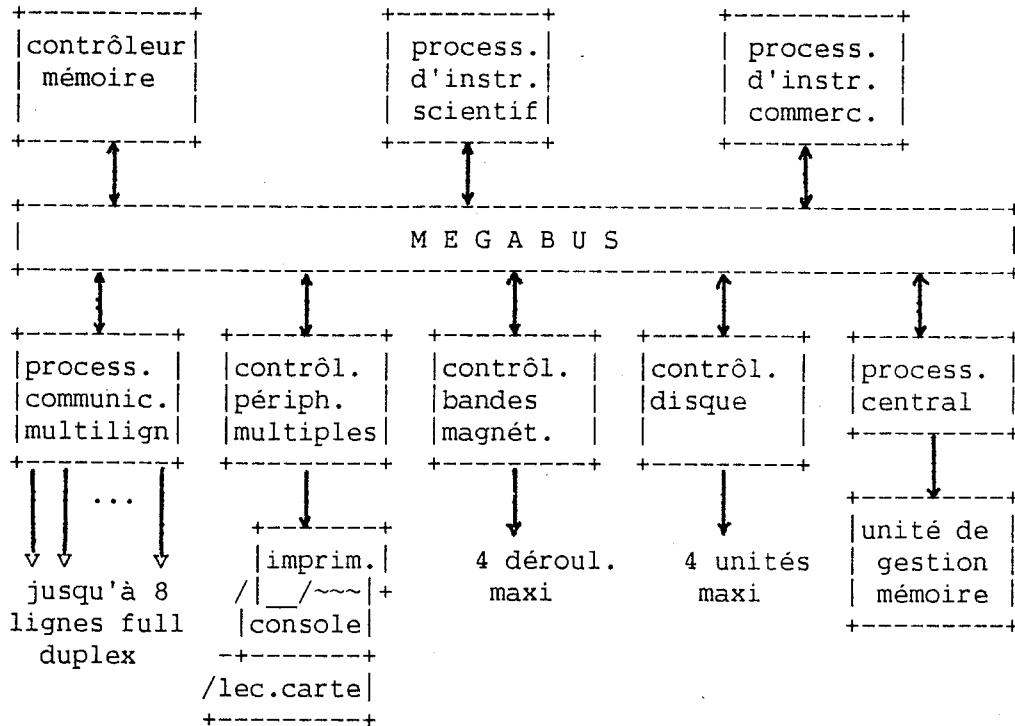 contrôleur
mémoire
process.
d'instr.
scientif
process.
d'instr.
commerc.
M E G A B U S
process.
communic.
multilign
contrôl.
périph.
multiples
contrôl.
bandes
magnét.
contrôl.
disque
process.
central
...
jusqu'à 8
lignes full
duplex
imprim.
console
lec.carte
4 déroul.
maxi
4 unités
maxi
unité de
gestion
mémoire